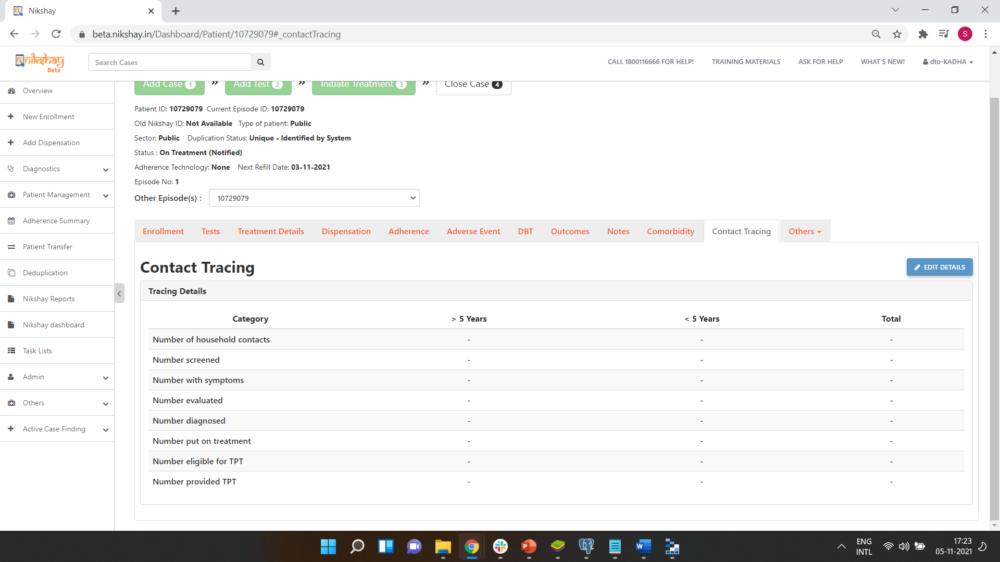 Nikshay
beta.nikshay.in/Dashboard/Patient/10729079#_contactTracing
S
nikshay
Beta
Search Cases
CALL 1800116666 FOR HELP!
TRAINING MATERIALS
ASK FOR HELP
WHAT'S NEW!
dto-KADHA
Overview
New Enrollment
Add Dispensation
Diagnostics
Patient Management
Adherence Summary
Patient Transfer
Deduplication
Nikshay Reports
Nikshay dashboard
Task Lists
Admin
Others
Active Case Finding
Add Case 1 » Add Test 2 » Initiate Treatment 3 » Close Case 4
Patient ID: 10729079 Current Episode ID: 10729079
Old Nikshay ID: Not Available Type of patient: Public
Sector: Public Duplication Status: Unique - Identified by System
Status : On Treatment (Notified)
Adherence Technology: None Next Refill Date: 03-11-2021
Episode No: 1
Other Episode(s) : 10729079
Enrollment Tests Treatment Details Dispensation Adherence Adverse Event DBT Outcomes Notes Comorbidity Contact Tracing Others
Contact Tracing
EDIT DETAILS
Tracing Details
Category > 5 Years < 5 Years Total
Number of household contacts - - -
Number screened - - -
Number with symptoms - - -
Number evaluated - - -
Number diagnosed - - -
Number put on treatment - - -
Number eligible for TPT - - -
Number provided TPT - - -
P
W
ENG
INTL
17:23
05-11-2021